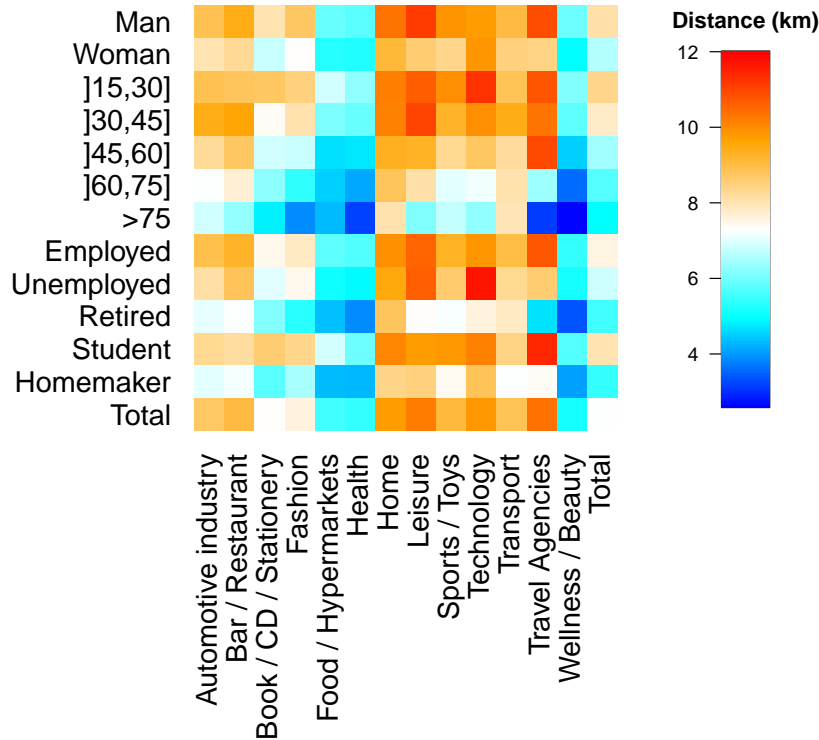 Distance (km)
Man
Woman
]15,30]
]30,45]
]45,60]
]60,75]
>75
Employed
Unemployed
Retired
Student
Homemaker
Total
12
10
8
6
4
Automotive industry
Bar / Restaurant
Book / CD / Stationery
Fashion
Food / Hypermarkets
Health
Home
Leisure
Sports / Toys
Technology
Transport
Travel Agencies
Wellness / Beauty
Total